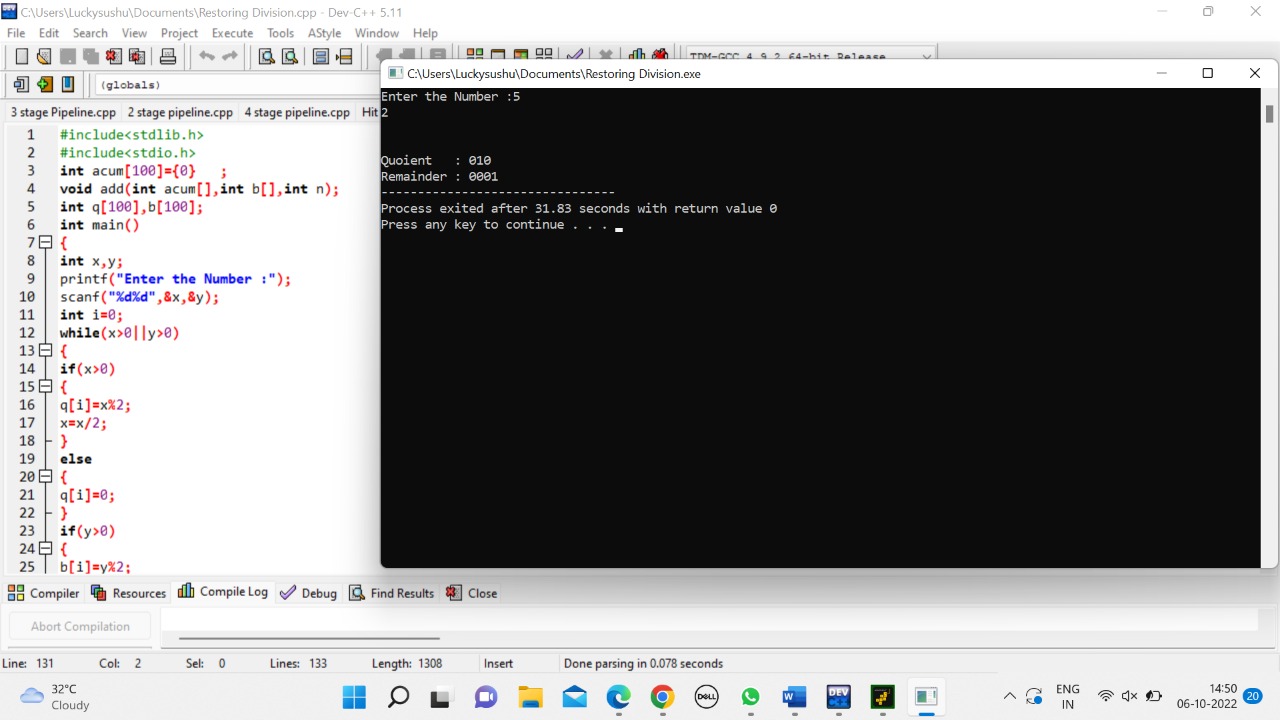 C:\Users\Luckysushu\Documents\Restoring Division.cpp - Dev-C++ 5.11
File Edit Search View Project Execute Tools AStyle Window Help
TDM-GCC 4.9.2 64-bit Release
(globals)
3 stage Pipeline.cpp 2 stage pipeline.cpp 4 stage pipeline.cpp Hit
1 #include<stdlib.h>
2 #include<stdio.h>
3 int acum[100]={0} ;
4 void add(int acum[],int b[],int n);
5 int q[100],b[100];
6 int main()
7 {
8 int x,y;
9 printf("Enter the Number :");
10 scanf("%d%d",&x,&y);
11 int i=0;
12 while(x>0||y>0)
13 {
14 if(x>0)
15 {
16 q[i]=x%2;
17 x=x/2;
18 }
19 else
20 {
21 q[i]=0;
22 }
23 if(y>0)
24 {
25 b[i]=y%2;
C:\Users\Luckysushu\Documents\Restoring Division.exe
Enter the Number :5
2
Quoient : 010
Remainder : 0001
--------------------------------
Process exited after 31.83 seconds with return value 0
Press any key to continue . . .
Compiler Resources Compile Log Debug Find Results Close
Abort Compilation
Line: 131 Col: 2 Sel: 0 Lines: 133 Length: 1308 Insert Done parsing in 0.078 seconds
32°C
Cloudy
DELL
DEV
ENG
IN
14:50
06-10-2022
20